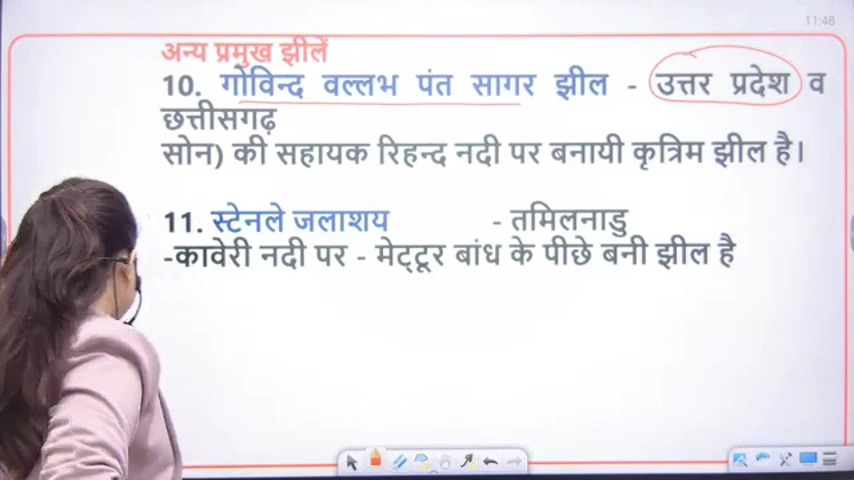 11:48
अन्य प्रमुख झीलें
10. गोविन्द वल्लभ पंत सागर झील - उत्तर प्रदेश व
छत्तीसगढ़
सोन) की सहायक रिहन्द नदी पर बनायी कृत्रिम झील है।
11. स्टेनले जलाशय - तमिलनाडु
-कावेरी नदी पर - मेट्टूर बांध के पीछे बनी झील है